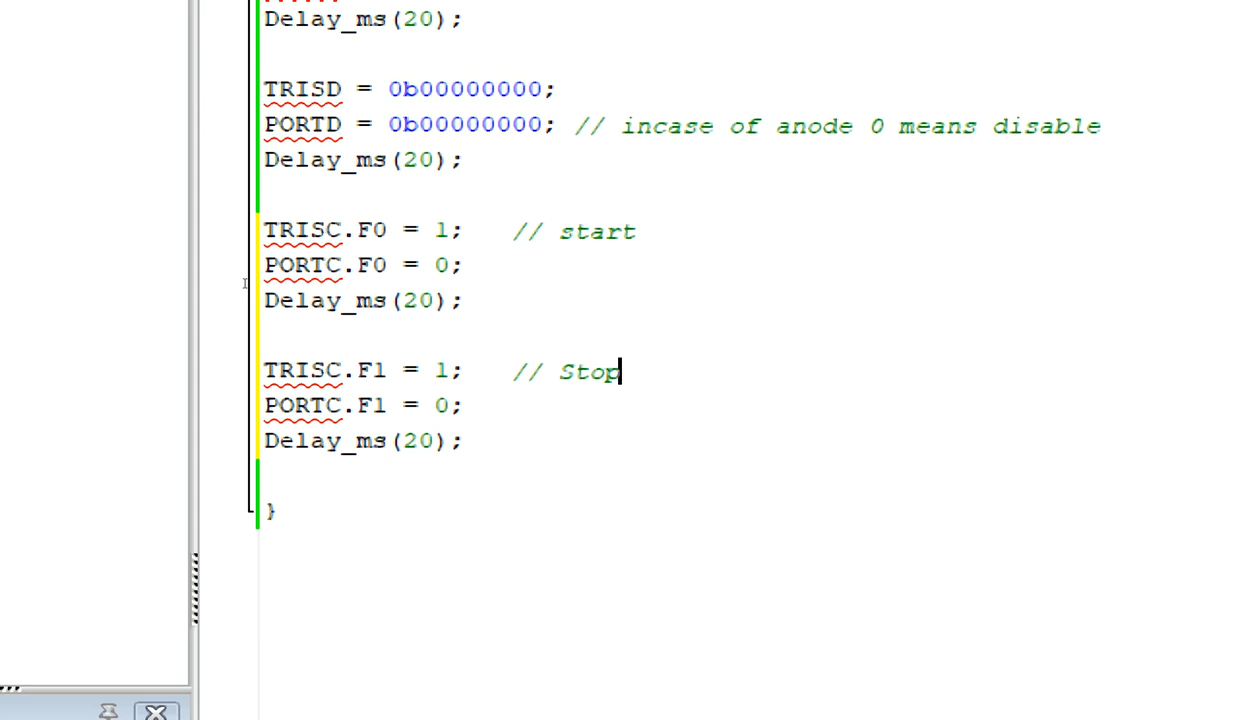 Delay_ms(20);
TRISD = 0b00000000;
PORTD = 0b00000000; // incase of anode 0 means disable
Delay_ms(20);
TRISC.F0 = 1; // start
PORTC.F0 = 0;
Delay_ms(20);
TRISC.F1 = 1; // Stop
PORTC.F1 = 0;
Delay_ms(20);
}